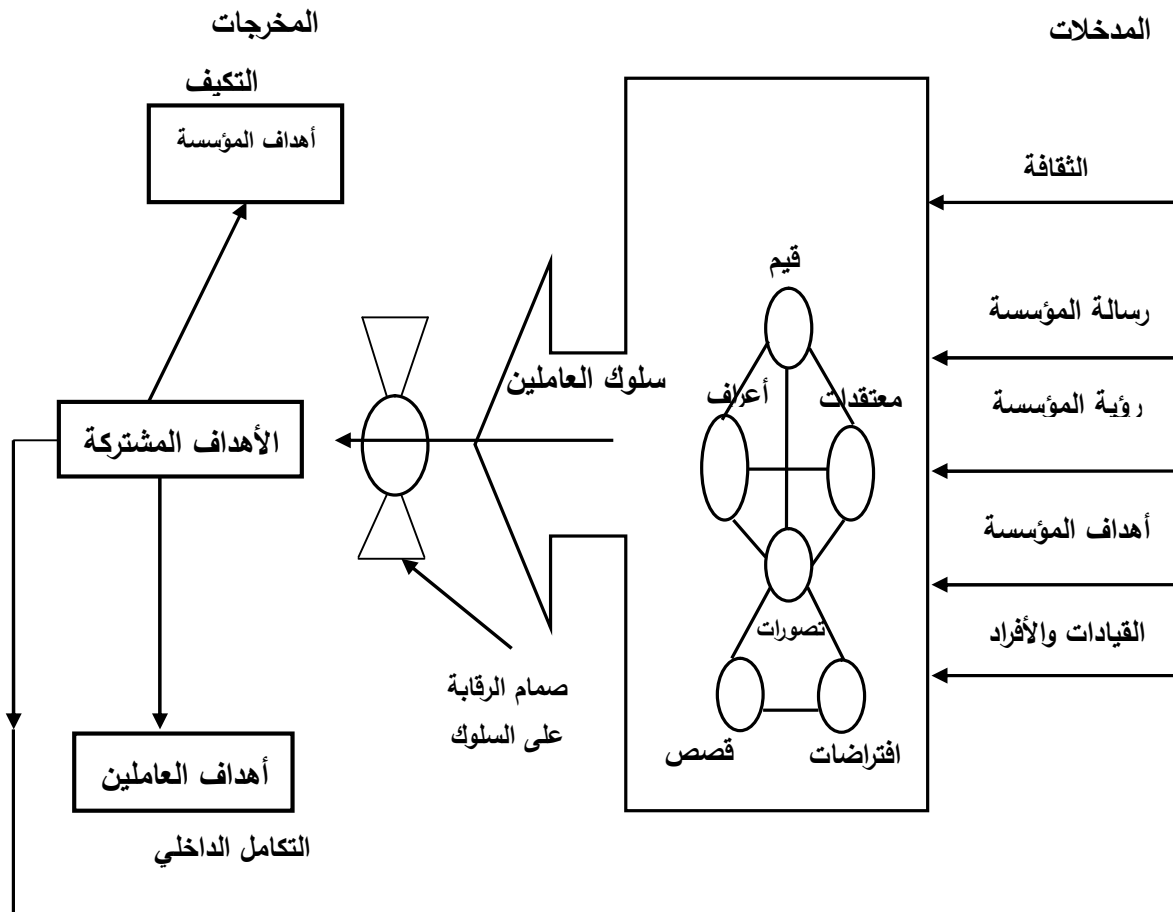 المدخلات
المخرجات
التكيف
أهداف المؤسسة
الثقافة
رسالة المؤسسة
رؤية المؤسسة
أهداف المؤسسة
القيادات والأفراد
قيم
أعراف
معتقدات
تصورات
قصص
افتراضات
سلوك العاملين
صمام الرقابة
على السلوك
الأهداف المشتركة
أهداف العاملين
التكامل الداخلي